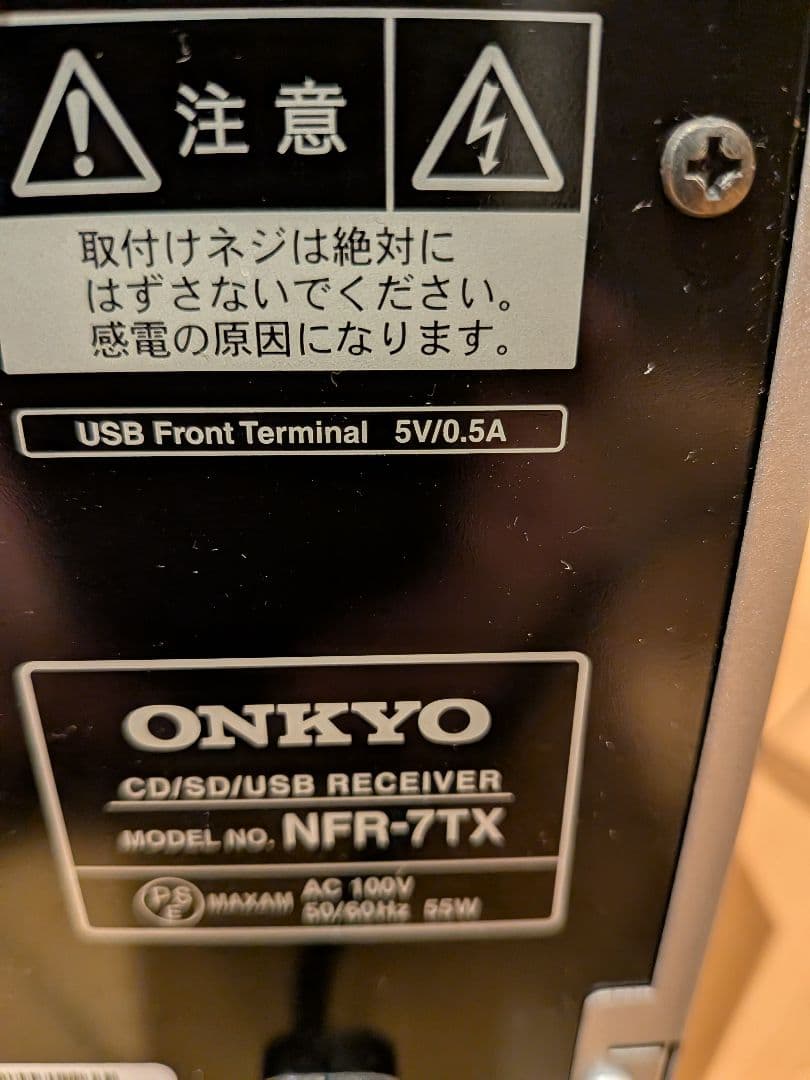 注意
取付けネジは絶対に
はずさないでください。
感電の原因になります。
USB Front Terminal 5V/0.5A
ONKYO
CD/SD/USB RECEIVER
MODEL NO. NFR-7TX
PS
E
MAXAM
AC 100V
50/60Hz 55W